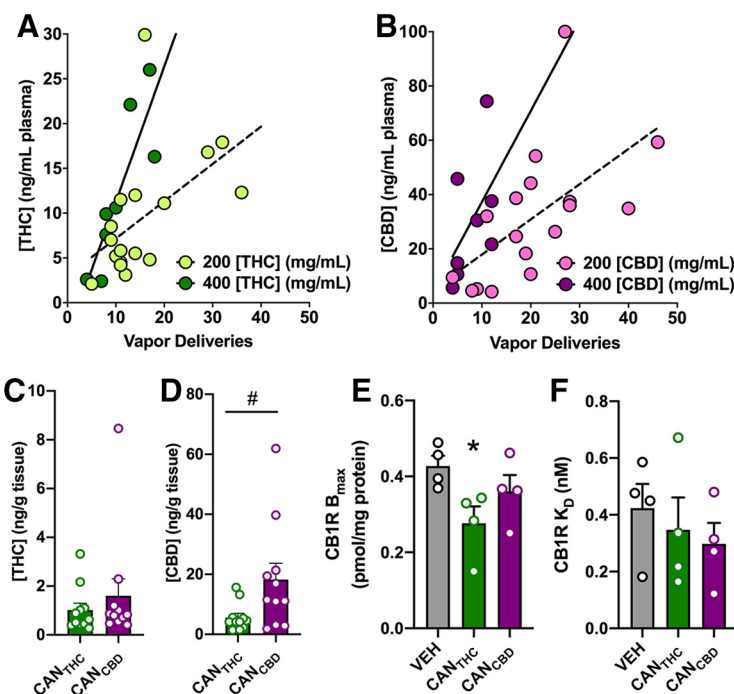 A
[THC] (ng/mL plasma)
30
25
20
15
10
5
0
0 10 20 30 40 50
Vapor Deliveries
200 [THC] (mg/mL)
400 [THC] (mg/mL)
B
[CBD] (ng/mL plasma)
100
80
60
40
20
0
0 10 20 30 40 50
Vapor Deliveries
200 [CBD] (mg/mL)
400 [CBD] (mg/mL)
C
[THC] (ng/g tissue)
10
8
6
4
2
0
CANTHC
CANCBD
D
[CBD] (ng/g tissue)
80
60
40
20
0
#
CANTHC
CANCBD
E
CB1R Bmax
(pmol/mg protein)
0.6
0.4
0.2
0.0
*
VEH
CANTHC
CANCBD
F
CB1R KD (nM)
0.8
0.6
0.4
0.2
0.0
VEH
CANTHC
CANCBD